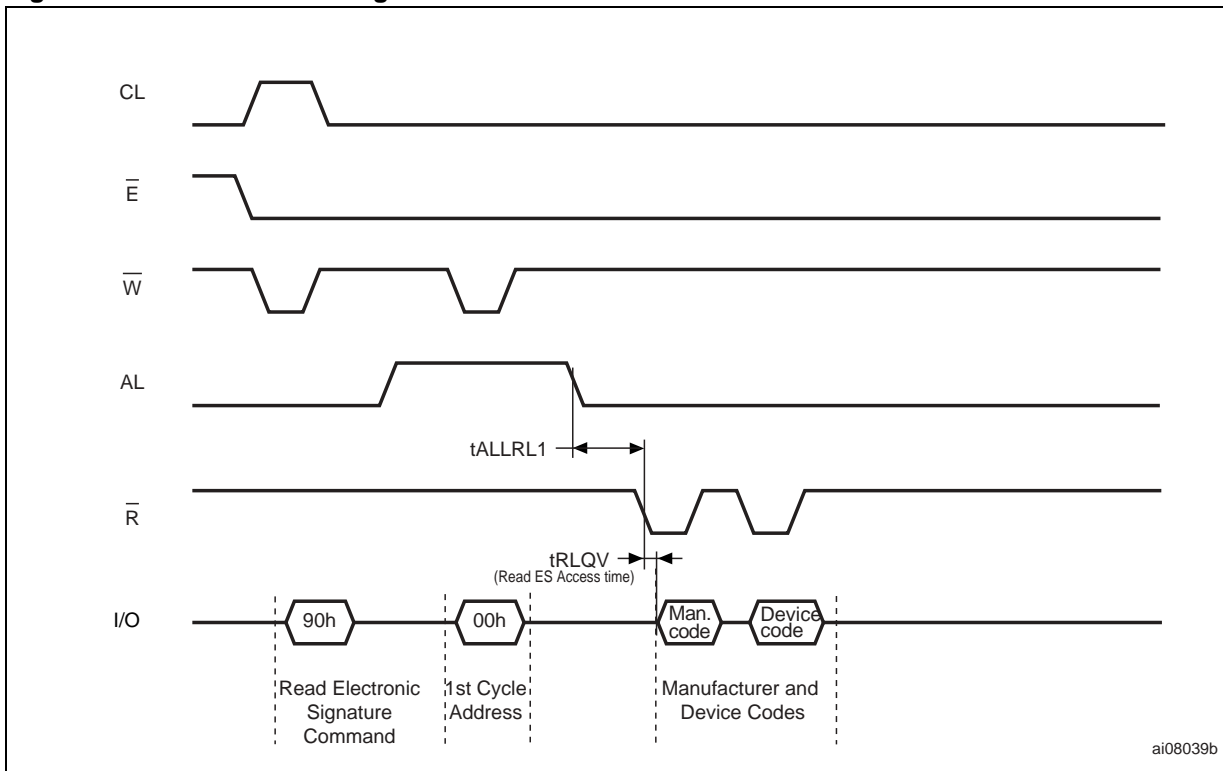 CL
E
W
AL
tALLRL1
R
tRLQV
(Read ES Access time)
I/O
90h
00h
Man.
code
Device
code
Read Electronic
Signature
Command
1st Cycle
Address
Manufacturer and
Device Codes
ai08039b